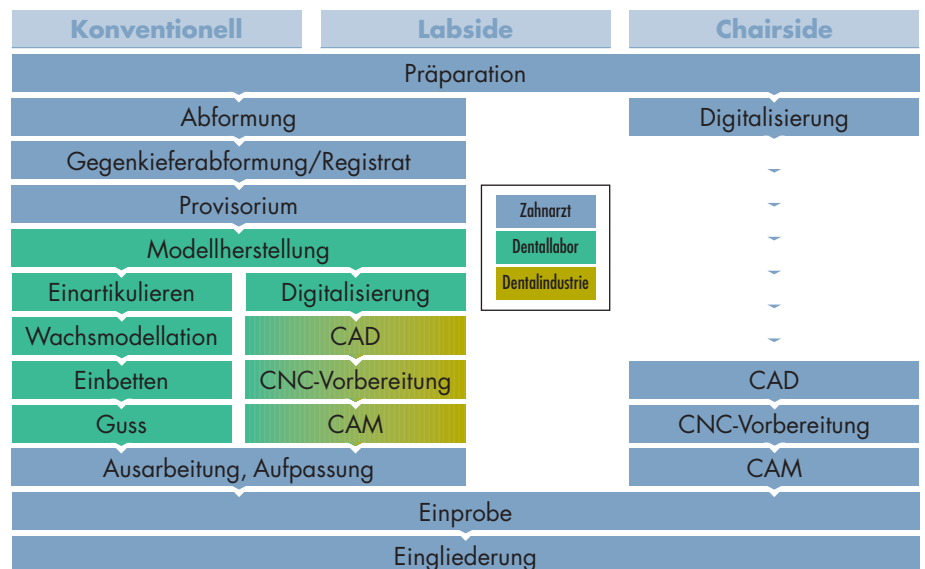 Konventionell
Labside
Chairside
Präparation
Abformung
Digitalisierung
Gegenkieferabformung/Registrat
Provisorium
Zahnarzt
Dentallabor
Dentalindustrie
Modellherstellung
Einartikulieren
Digitalisierung
Wachsmodellation
CAD
Einbetten
CNC-Vorbereitung
CAD
Guss
CAM
CNC-Vorbereitung
Ausarbeitung, Aufpassung
CAM
Einprobe
Eingliederung